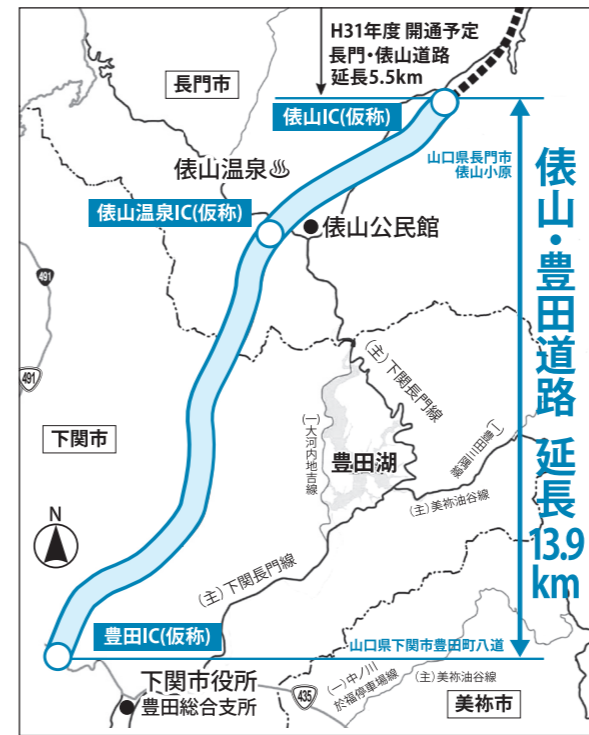 H31年度 開通予定
長門・俵山道路
延長5.5km
長門市
俵山IC(仮称)
山口県長門市
俵山小原
俵山温泉♨
俵山温泉IC(仮称)
俵山公民館
俵山・豊田道路 延長13.9km
491
491
(主)下関長門線
下関市
(一)大河内地吉線
豊田湖
(一)豊田三隅線
(主)美祢油谷線
N
(主)下関長門線
豊田IC(仮称)
山口県下関市豊田町八道
下関市役所
豊田総合支所
435
(一)中ノ川
於福停車場線
(主)美祢油谷線
美祢市